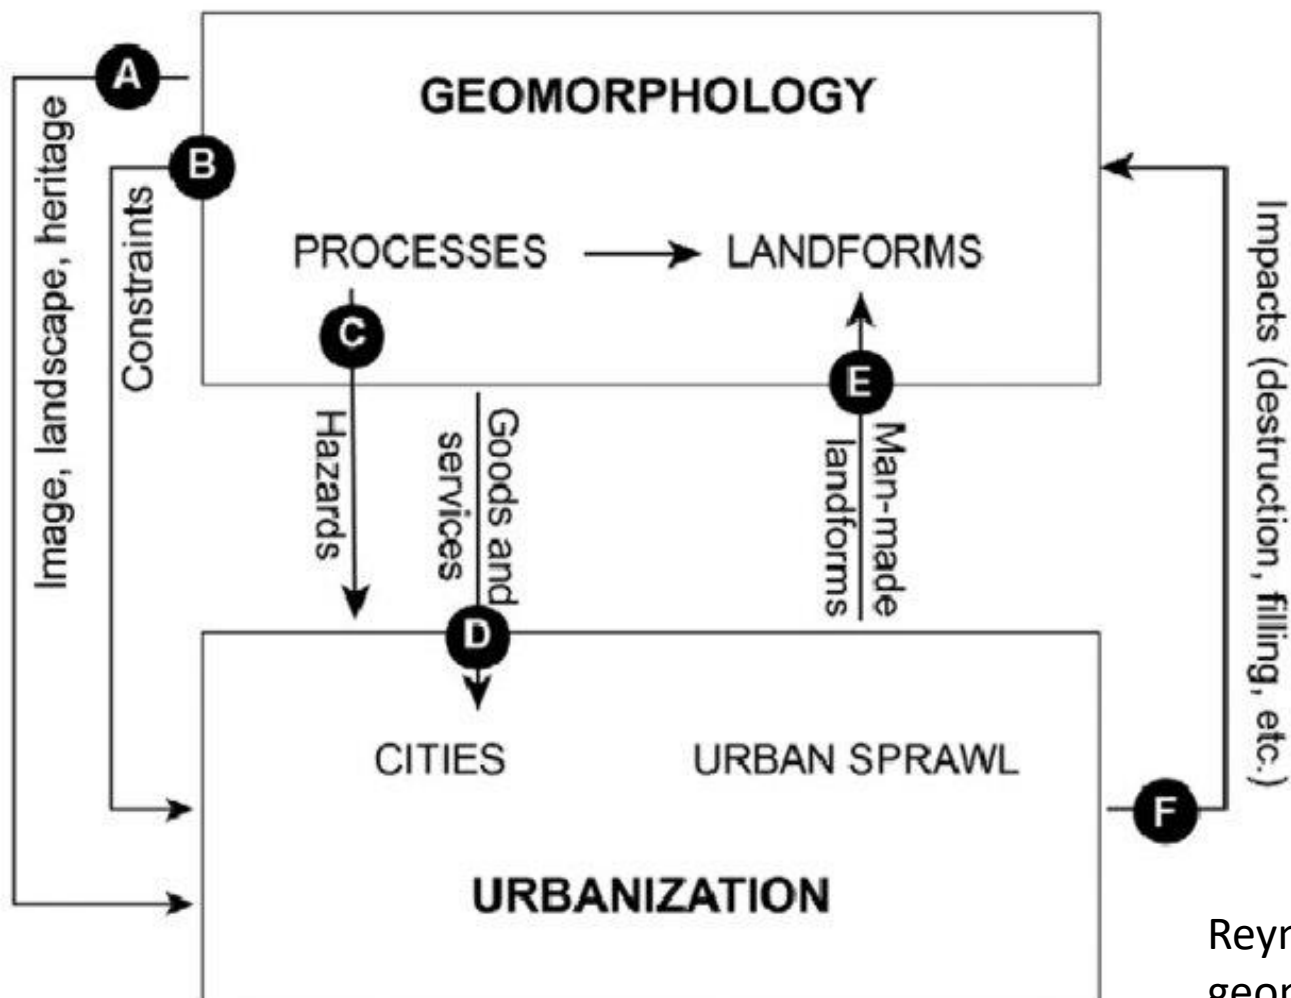 A
GEOMORPHOLOGY
B
Image, landscape, heritage
Constraints
PROCESSES
LANDFORMS
C
E
Hazards
Goods and
services
Man-made
landforms
Impacts (destruction, filling, etc.)
D
CITIES
URBAN SPRAWL
F
URBANIZATION